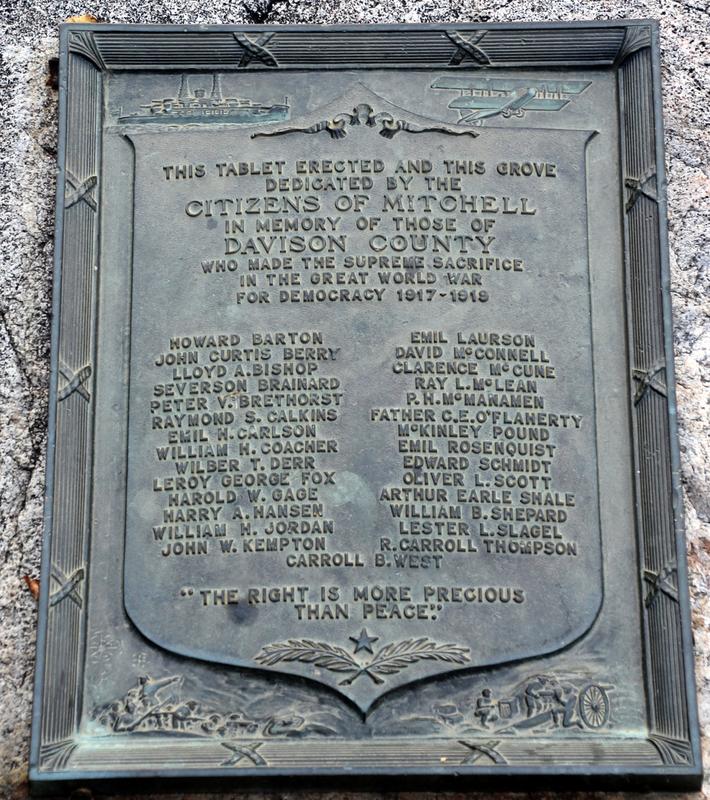 THIS TABLET ERECTED AND THIS GROVE
DEDICATED BY THE
CITIZENS OF MITCHELL
IN MEMORY OF THOSE OF
DAVISON COUNTY
WHO MADE THE SUPREME SACRIFICE
IN THE GREAT WORLD WAR
FOR DEMOCRACY 1917-1918
HOWARD BARTON
JOHN CURTIS BERRY
LLOYD A. BISHOP
SEVERSON BRAINARD
PETER V. BRETHORST
RAYMOND S. CALKINS
EMIL H. CARLSON
WILLIAM H. COACHER
WILBER T. DERR
LEROY GEORGE FOX
HAROLD W. GAGE
HARRY A. HANSEN
WILLIAM H. JORDAN
JOHN W. KEMPTON
EMIL LAURSON
DAVID McCONNELL
CLARENCE McCUNE
RAY L. McLEAN
P. H. McMANAMEN
FATHER C. E. O'FLAHERTY
McKINLEY POUND
EMIL ROSENQUIST
EDWARD SCHMIDT
OLIVER L. SCOTT
ARTHUR EARLE SHALE
WILLIAM B. SHEPARD
LESTER L. SLAGEL
R. CARROLL THOMPSON
CARROLL B. WEST
"THE RIGHT IS MORE PRECIOUS
THAN PEACE."